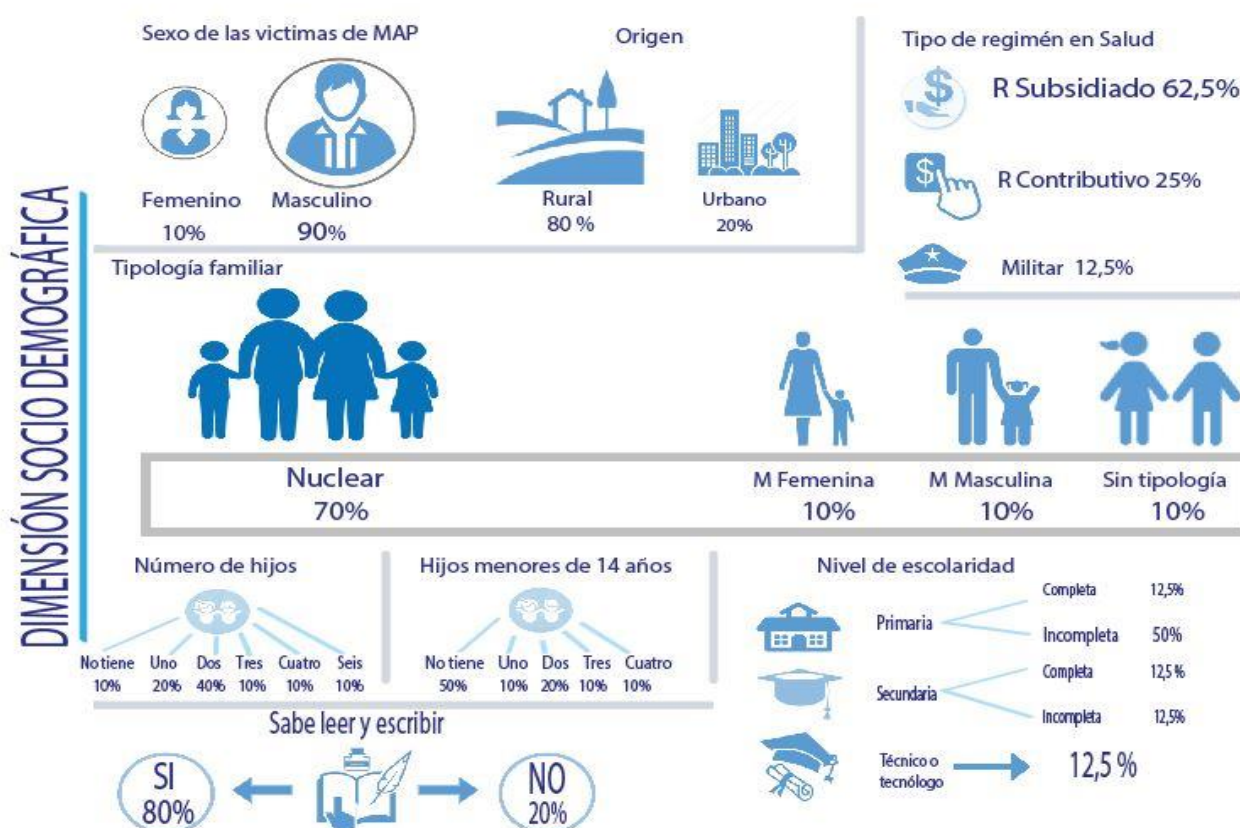 DIMENSIÓN SOCIO DEMOGRÁFICA
Sexo de las victimas de MAP
Femenino
10%
Masculino
90%
Origen
Rural
80 %
Urbano
20%
Tipo de regimén en Salud
$
R Subsidiado 62,5%
$
R Contributivo 25%
Militar 12,5%
Tipología familiar
Nuclear
70%
M Femenina
10%
M Masculina
10%
Sin tipología
10%
Número de hijos
No tiene Uno Dos Tres Cuatro Seis
10% 20% 40% 10% 10% 10%
Hijos menores de 14 años
No tiene Uno Dos Tres Cuatro
50% 10% 20% 10% 10%
Nivel de escolaridad
Primaria
Completa 12,5%
Incompleta 50%
Secundaria
Completa 12,5 %
Incompleta 12,5%
Técnico o
tecnólogo
12,5 %
Sabe leer y escribir
SI
80%
NO
20%